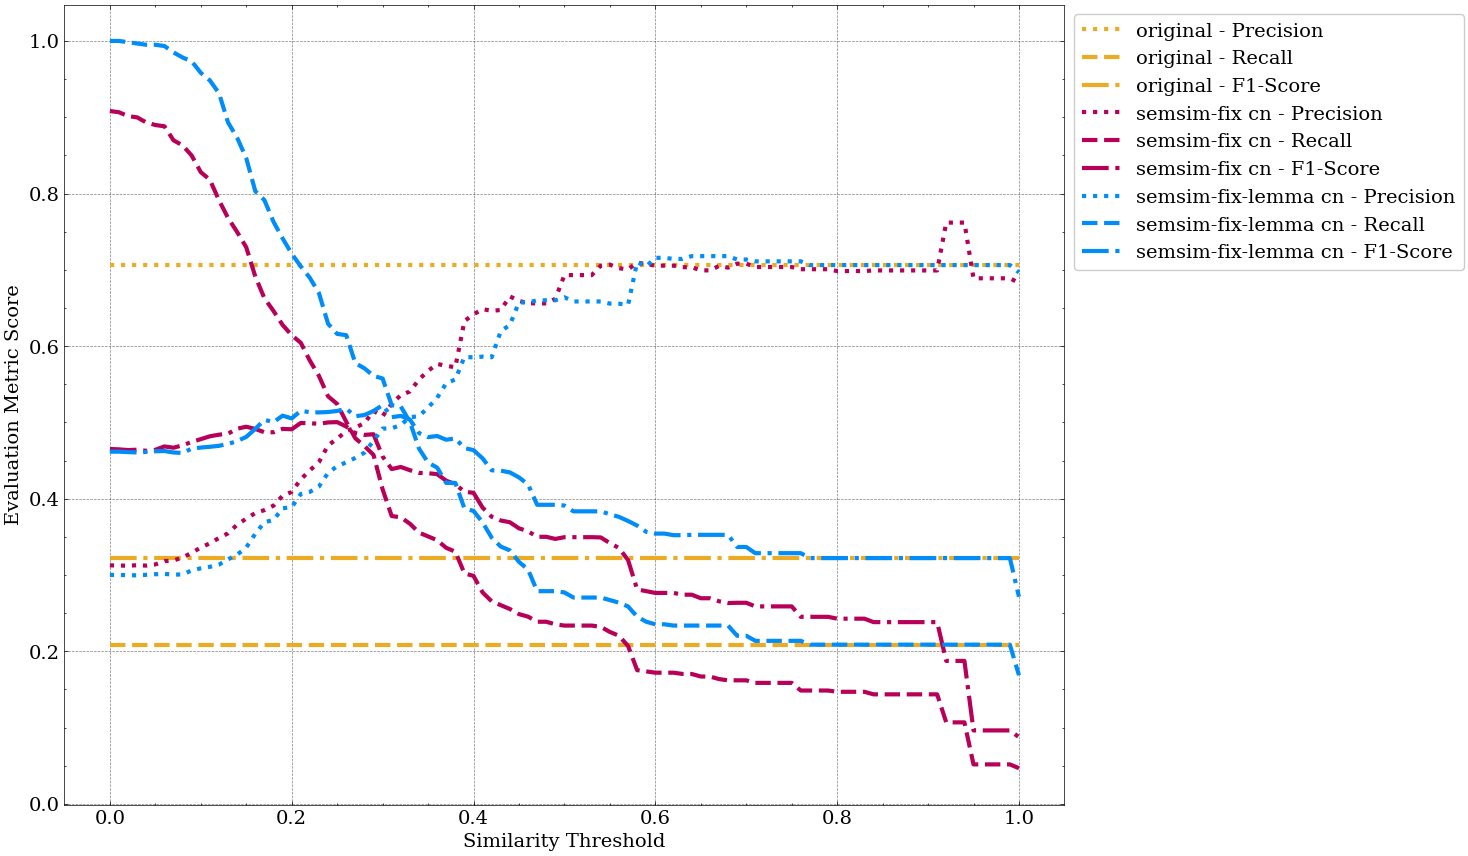 1.0
0.8
0.6
0.4
0.2
0.0
Evaluation Metric Score
0.0 0.2 0.4 0.6 0.8 1.0
Similarity Threshold
original - Precision
original - Recall
original - F1-Score
semsim-fix cn - Precision
semsim-fix cn - Recall
semsim-fix cn - F1-Score
semsim-fix-lemma cn - Precision
semsim-fix-lemma cn - Recall
semsim-fix-lemma cn - F1-Score